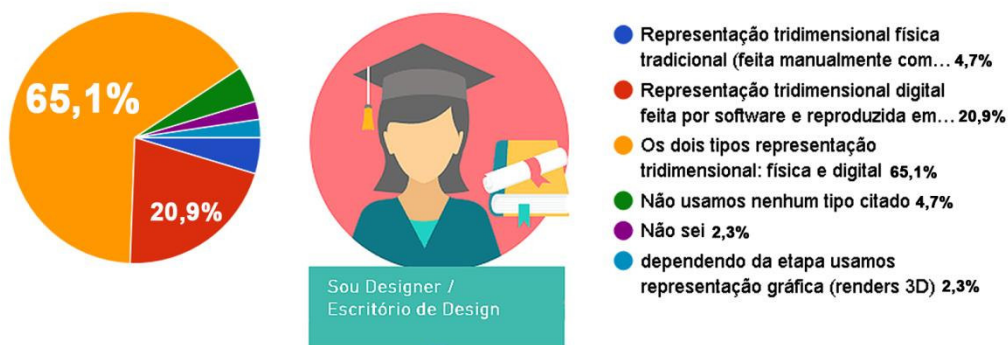 65,1%
20,9%
Sou Designer /
Escritório de Design
Representação tridimensional física
tradicional (feita manualmente com... 4,7%
Representação tridimensional digital
feita por software e reproduzida em... 20,9%
Os dois tipos representação
tridimensional: física e digital 65,1%
Não usamos nenhum tipo citado 4,7%
Não sei 2,3%
dependendo da etapa usamos
representação gráfica (renders 3D) 2,3%